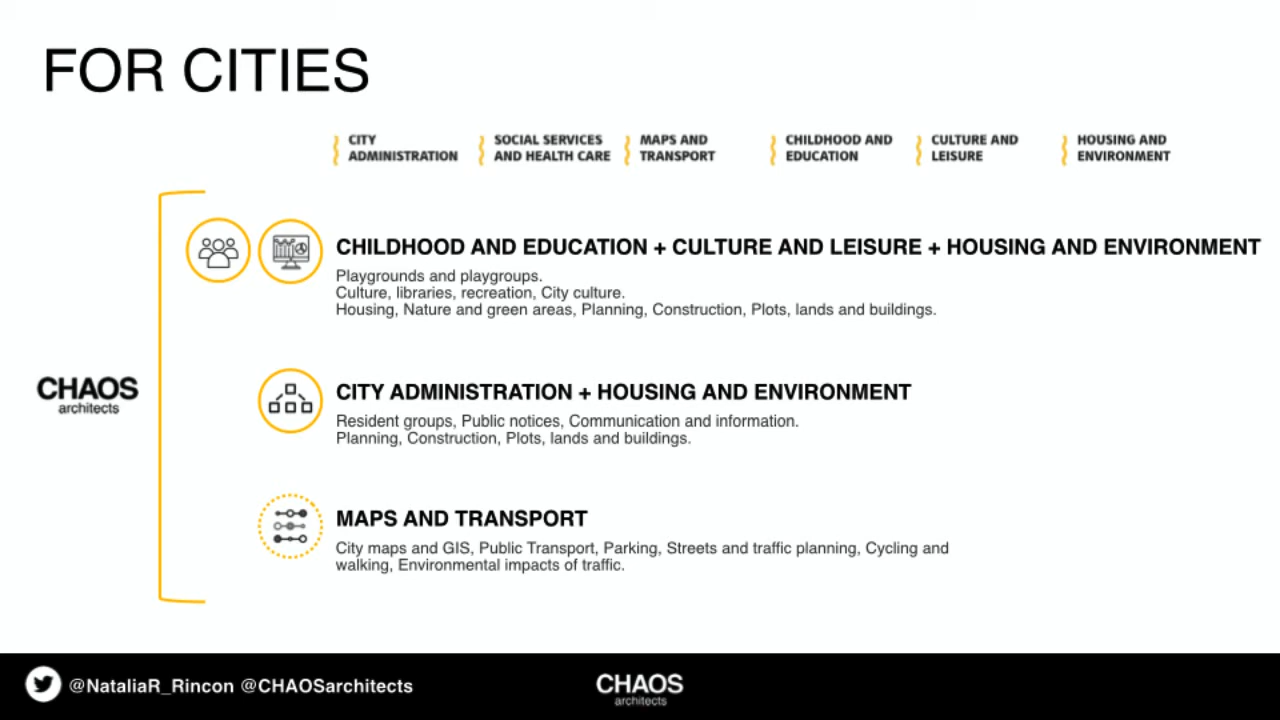 FOR CITIES
CITY
ADMINISTRATION
SOCIAL SERVICES
AND HEALTH CARE
MAPS AND
TRANSPORT
CHILDHOOD AND
EDUCATION
CULTURE AND
LEISURE
HOUSING AND
ENVIRONMENT
CHILDHOOD AND EDUCATION + CULTURE AND LEISURE + HOUSING AND ENVIRONMENT
Playgrounds and playgroups.
Culture, libraries, recreation, City culture.
Housing, Nature and green areas, Planning, Construction, Plots, lands and buildings.
CHAOS
architects
CITY ADMINISTRATION + HOUSING AND ENVIRONMENT
Resident groups, Public notices, Communication and information.
Planning, Construction, Plots, lands and buildings.
MAPS AND TRANSPORT
City maps and GIS, Public Transport, Parking, Streets and traffic planning, Cycling and
walking, Environmental impacts of traffic.
@NataliaR_Rincon @CHAOSarchitects
CHAOS
architects